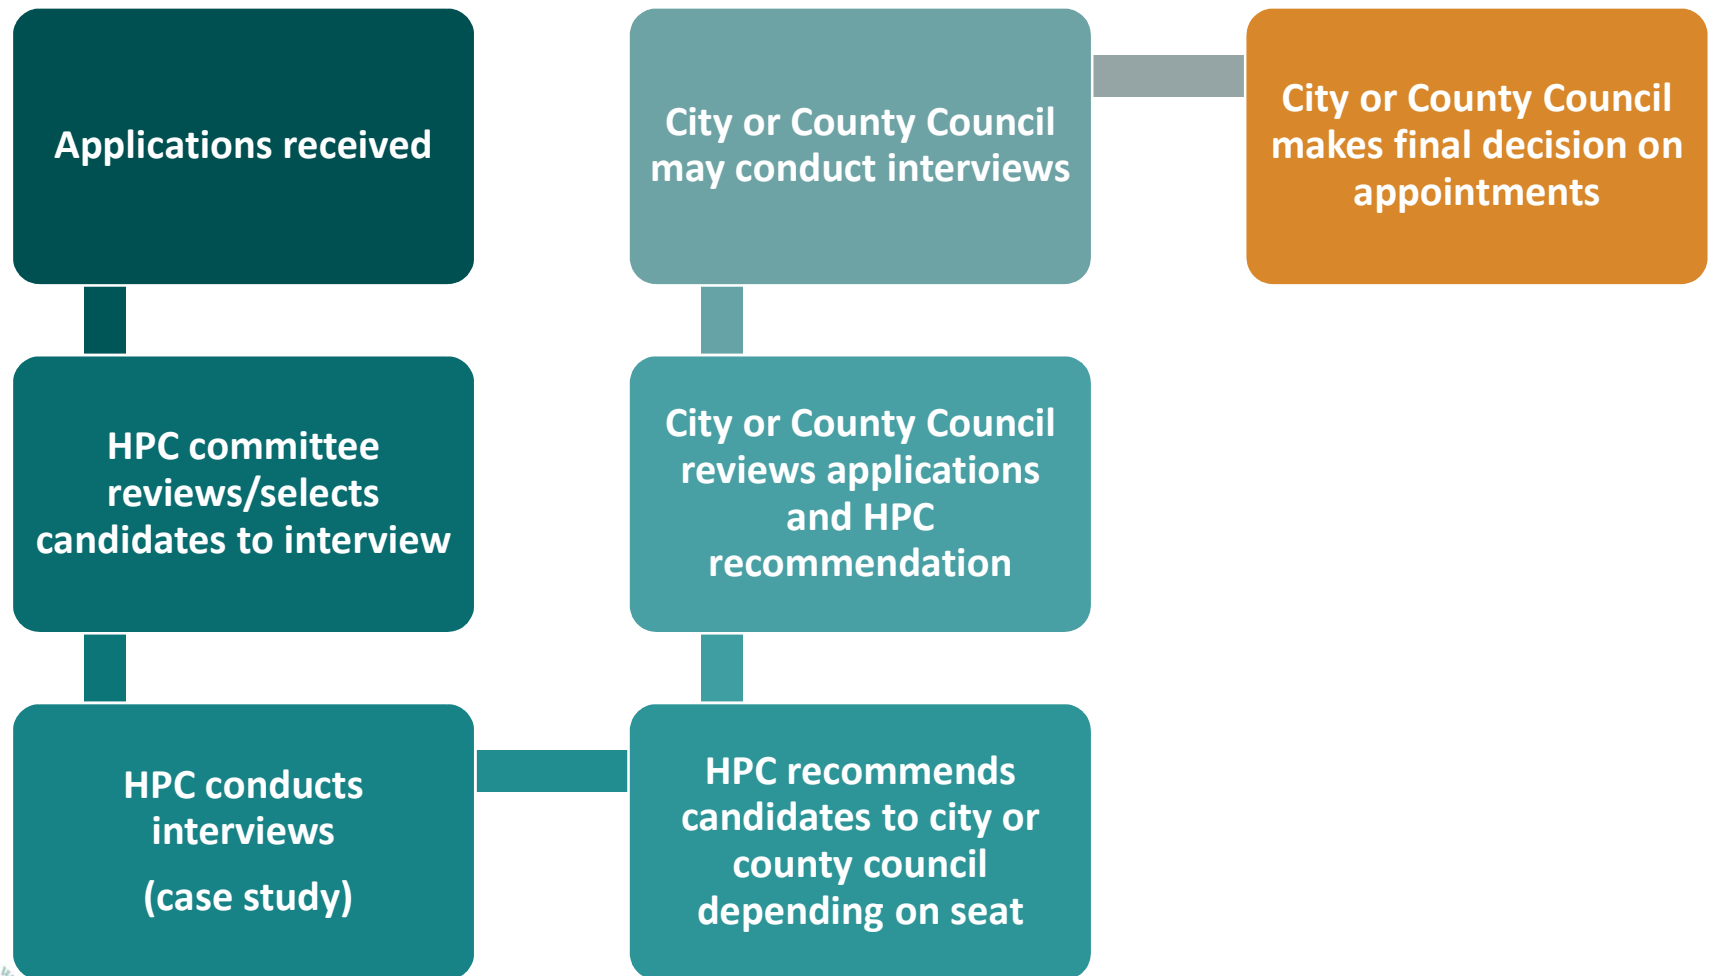 Applications received
HPC committee
reviews/selects
candidates to interview
HPC conducts
interviews
(case study)
HPC recommends
candidates to city or
county council
depending on seat
City or County Council
reviews applications
and HPC
recommendation
City or County Council
may conduct interviews
City or County Council
makes final decision on
appointments